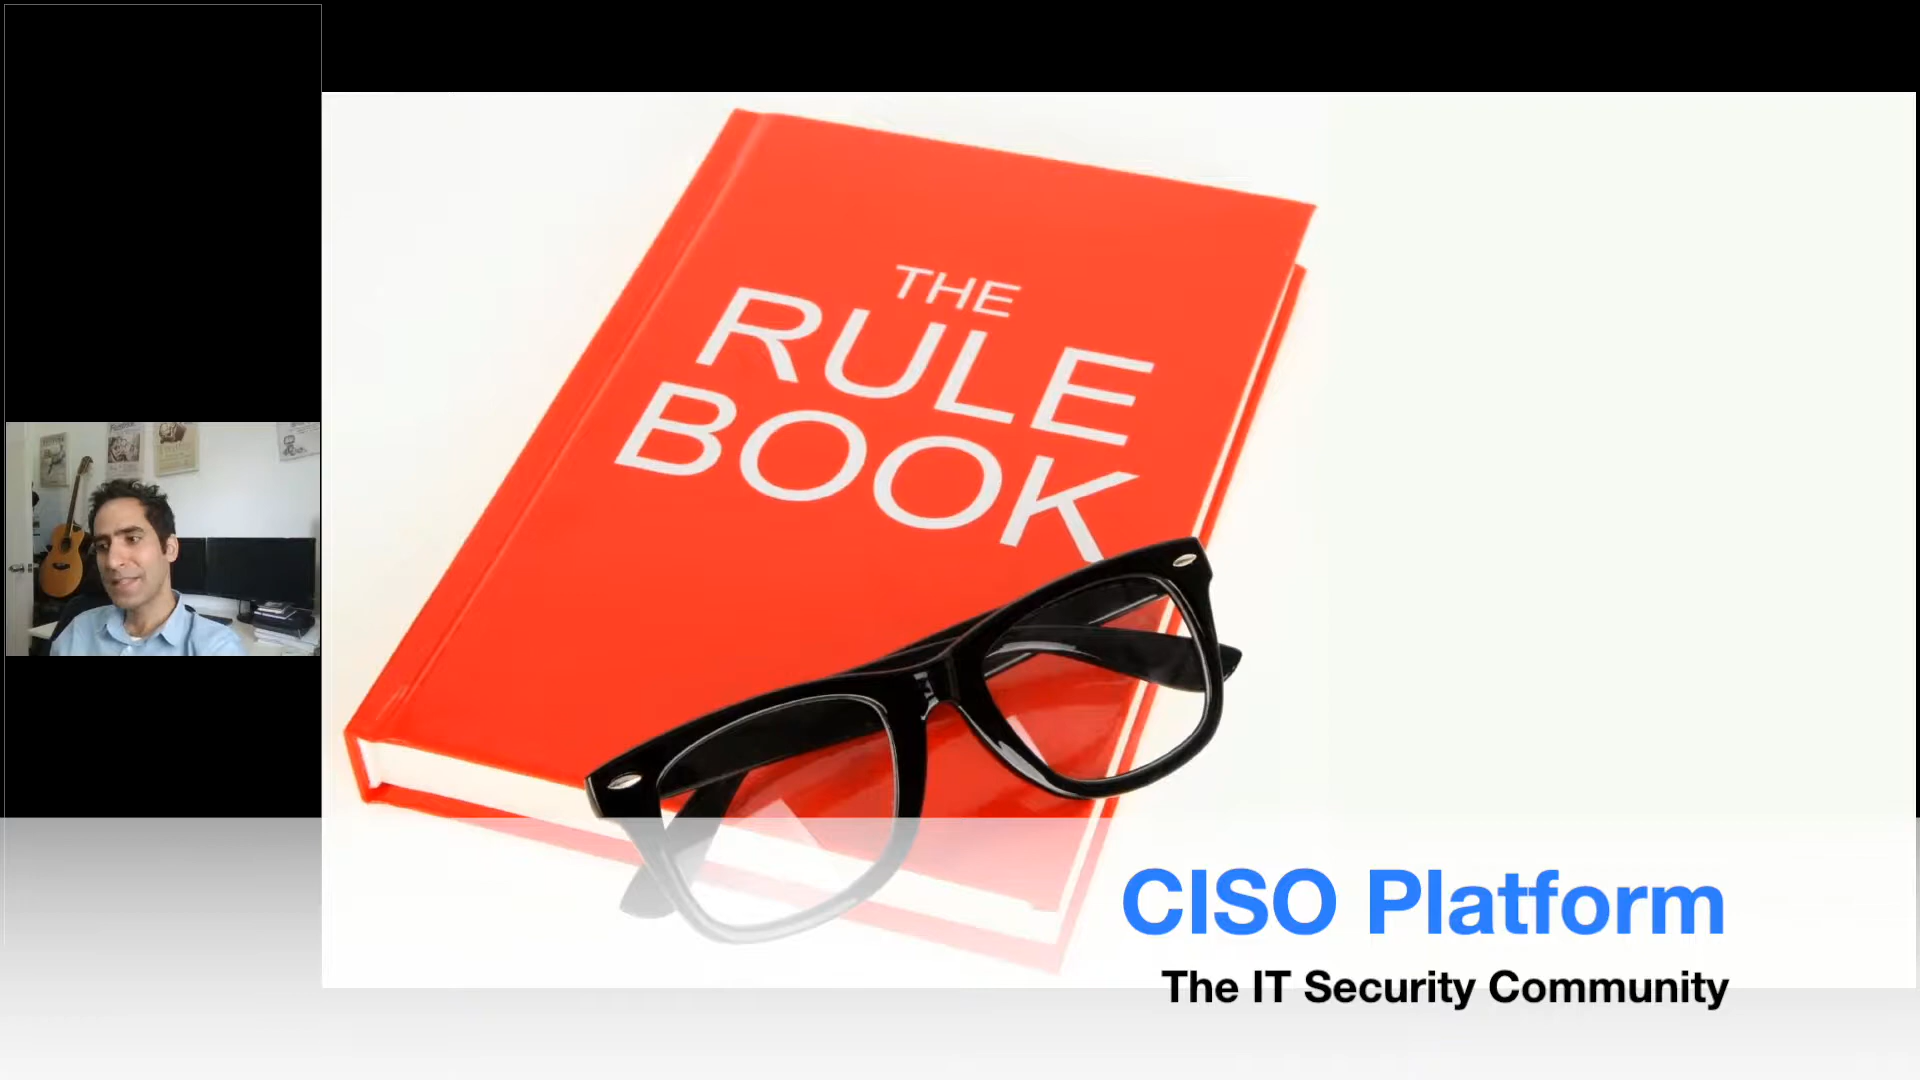 THE
RULE
BOOK
CISO Platform
The IT Security Community